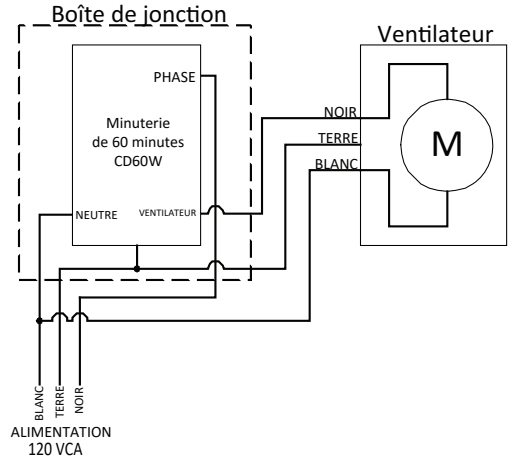 Boîte de jonction
Ventilateur
PHASE
Minuterie
de 60 minutes
CD60W
NEUTRE
VENTILATEUR
NOIR
TERRE
BLANC
M
BLANC
TERRE
NOIR
ALIMENTATION
120 VCA